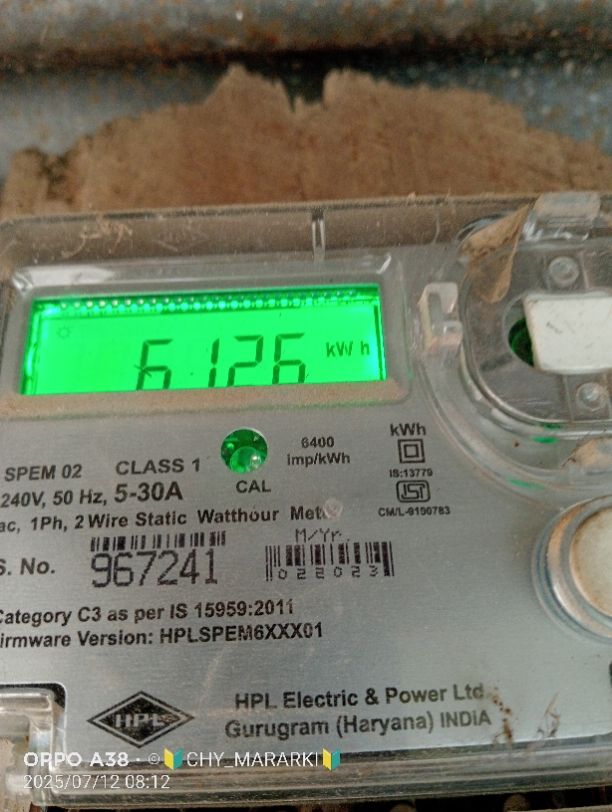 6126 kWh
6400
imp/kWh
kWh
SPEM 02 CLASS 1
CAL
IS:13779
240V, 50 Hz, 5-30A
ISI
CM/L-9190783
ac, 1Ph, 2 Wire Static Watthour
M/Yr.
S. No. 967241
022023
Category C3 as per IS 15959:2011
Firmware Version: HPLSPEM6XXX01
HPL
HPL Electric & Power Ltd.
Gurugram (Haryana) INDIA
OPPO A38 · @🔰CHY_MARARKI🔰
2025/07/12 08:12